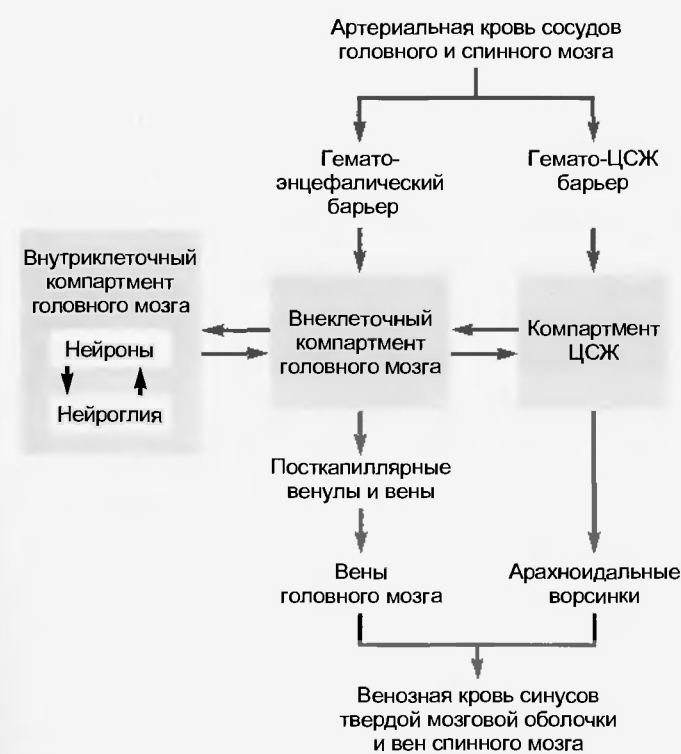 Артериальная кровь сосудов
головного и спинного мозга
Гемато-
энцефалический
барьер
Гемато-ЦСЖ
барьер
Внутриклеточный
компартмент
головного мозга
Нейроны
Нейроглия
Внеклеточный
компартмент
головного мозга
Компартмент
ЦСЖ
Посткапиллярные
венулы и вены
Вены
головного мозга
Арахноидальные
ворсинки
Венозная кровь синусов
твердой мозговой оболочки
и вен спинного мозга